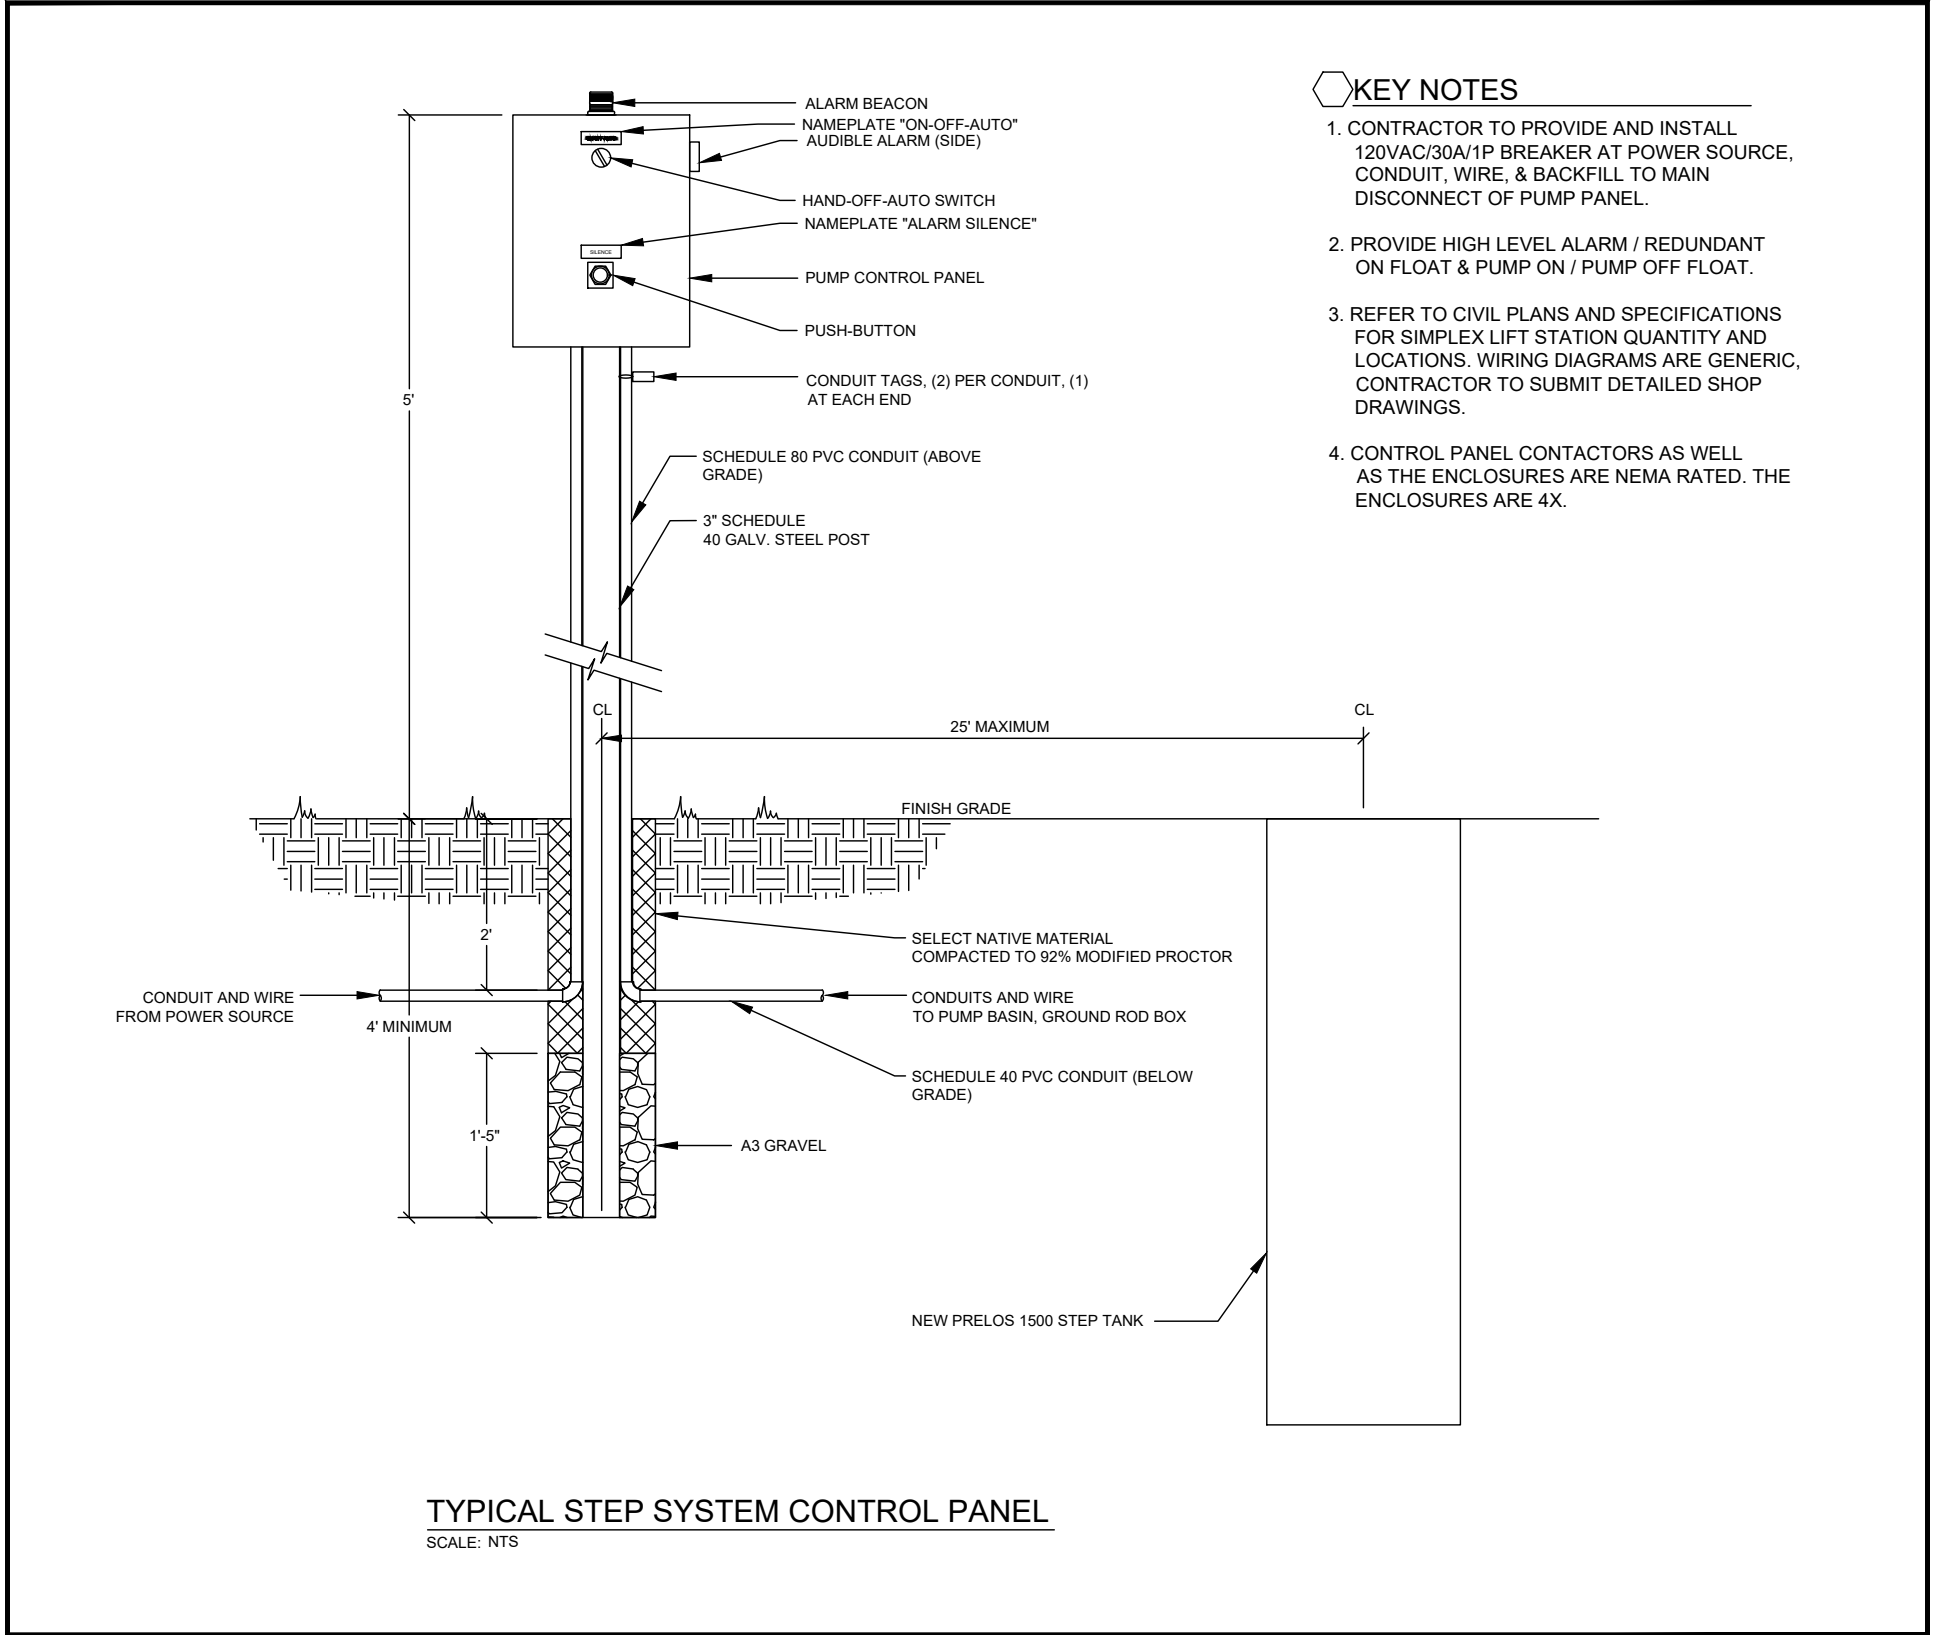 KEY NOTES
1. CONTRACTOR TO PROVIDE AND INSTALL
120VAC/30A/1P BREAKER AT POWER SOURCE,
CONDUIT, WIRE, & BACKFILL TO MAIN
DISCONNECT OF PUMP PANEL.
2. PROVIDE HIGH LEVEL ALARM / REDUNDANT
ON FLOAT & PUMP ON / PUMP OFF FLOAT.
3. REFER TO CIVIL PLANS AND SPECIFICATIONS
FOR SIMPLEX LIFT STATION QUANTITY AND
LOCATIONS. WIRING DIAGRAMS ARE GENERIC,
CONTRACTOR TO SUBMIT DETAILED SHOP
DRAWINGS.
4. CONTROL PANEL CONTACTORS AS WELL
AS THE ENCLOSURES ARE NEMA RATED. THE
ENCLOSURES ARE 4X.
ALARM BEACON
NAMEPLATE "ON-OFF-AUTO"
AUDIBLE ALARM (SIDE)
HAND-OFF-AUTO SWITCH
NAMEPLATE "ALARM SILENCE"
SILENCE
PUMP CONTROL PANEL
PUSH-BUTTON
CONDUIT TAGS, (2) PER CONDUIT, (1)
AT EACH END
5'
SCHEDULE 80 PVC CONDUIT (ABOVE
GRADE)
3" SCHEDULE
40 GALV. STEEL POST
CL
CL
25' MAXIMUM
FINISH GRADE
2'
SELECT NATIVE MATERIAL
COMPACTED TO 92% MODIFIED PROCTOR
CONDUIT AND WIRE
FROM POWER SOURCE
CONDUITS AND WIRE
TO PUMP BASIN, GROUND ROD BOX
4' MINIMUM
SCHEDULE 40 PVC CONDUIT (BELOW
GRADE)
1'-5"
A3 GRAVEL
NEW PRELOS 1500 STEP TANK
TYPICAL STEP SYSTEM CONTROL PANEL
SCALE: NTS